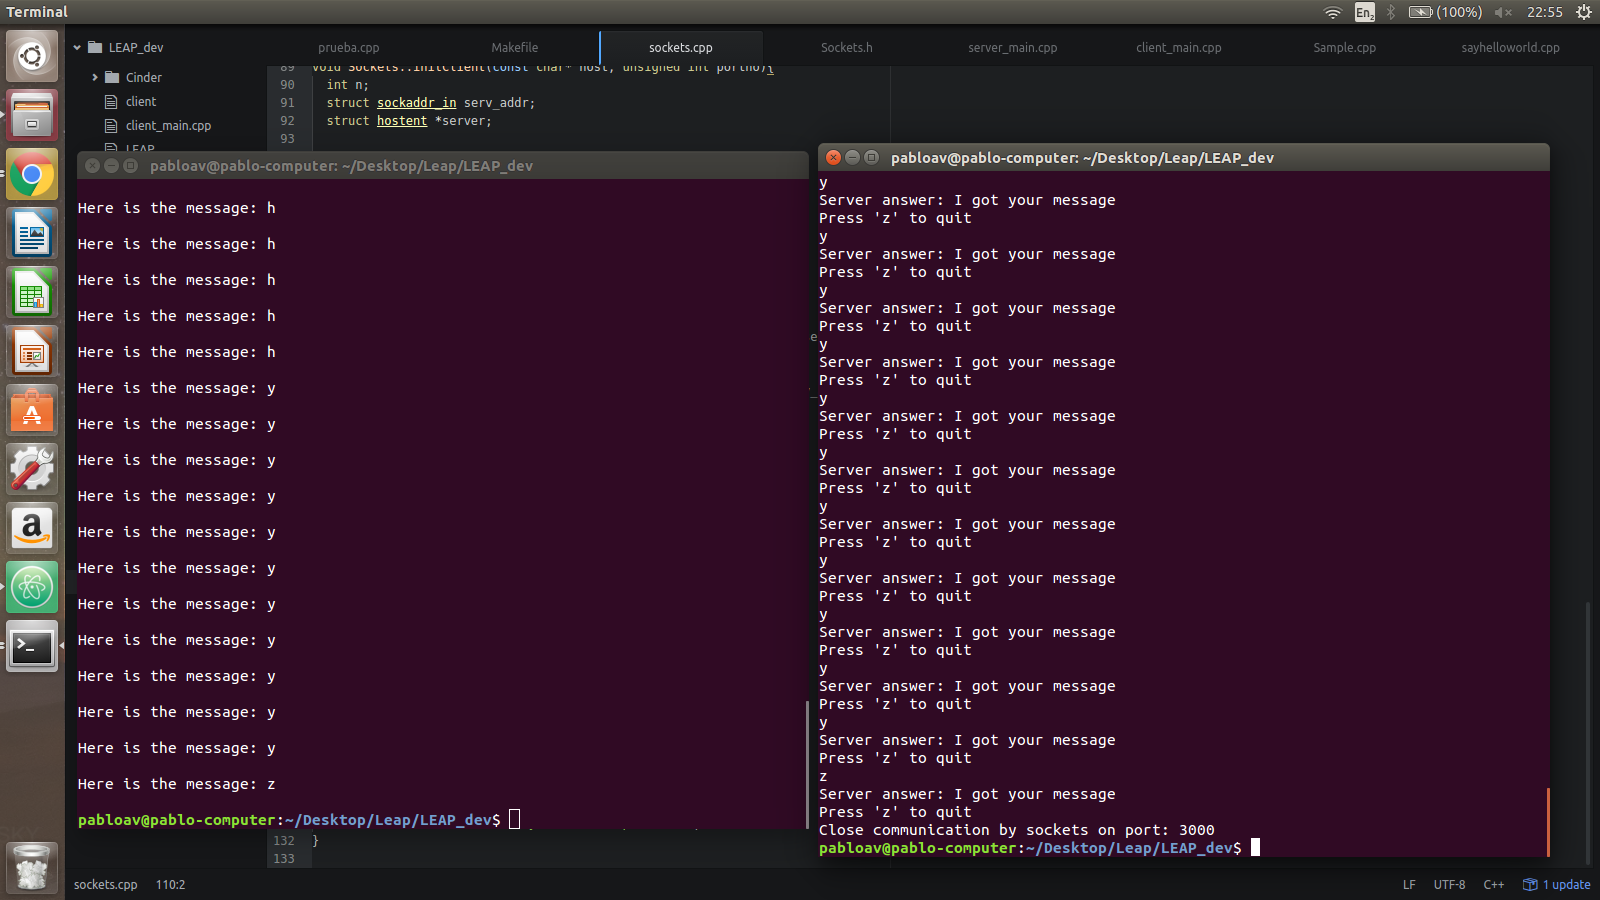 Terminal
En2
(100%)
22:55
LEAP_dev
prueba.cpp
Makefile
sockets.cpp
Sockets.h
server_main.cpp
client_main.cpp
Sample.cpp
sayhelloworld.cpp
Cinder
client
client_main.cpp
LEAP
89 void Sockets::initClient(const char* host, unsigned int portno){
90 int n;
91 struct sockaddr_in serv_addr;
92 struct hostent *server;
93
pabloav@pablo-computer: ~/Desktop/Leap/LEAP_dev
Here is the message: h
Here is the message: h
Here is the message: h
Here is the message: h
Here is the message: h
Here is the message: y
Here is the message: y
Here is the message: y
Here is the message: y
Here is the message: y
Here is the message: y
Here is the message: y
Here is the message: y
Here is the message: y
Here is the message: y
Here is the message: y
Here is the message: z
pabloav@pablo-computer:~/Desktop/Leap/LEAP_dev$
pabloav@pablo-computer: ~/Desktop/Leap/LEAP_dev
y
Server answer: I got your message
Press 'z' to quit
y
Server answer: I got your message
Press 'z' to quit
y
Server answer: I got your message
Press 'z' to quit
y
Server answer: I got your message
Press 'z' to quit
y
Server answer: I got your message
Press 'z' to quit
y
Server answer: I got your message
Press 'z' to quit
y
Server answer: I got your message
Press 'z' to quit
y
Server answer: I got your message
Press 'z' to quit
y
Server answer: I got your message
Press 'z' to quit
y
Server answer: I got your message
Press 'z' to quit
y
Server answer: I got your message
Press 'z' to quit
z
Server answer: I got your message
Press 'z' to quit
Close communication by sockets on port: 3000
pabloav@pablo-computer:~/Desktop/Leap/LEAP_dev$
132 }
133
sockets.cpp
110:2
LF
UTF-8
C++
1 update